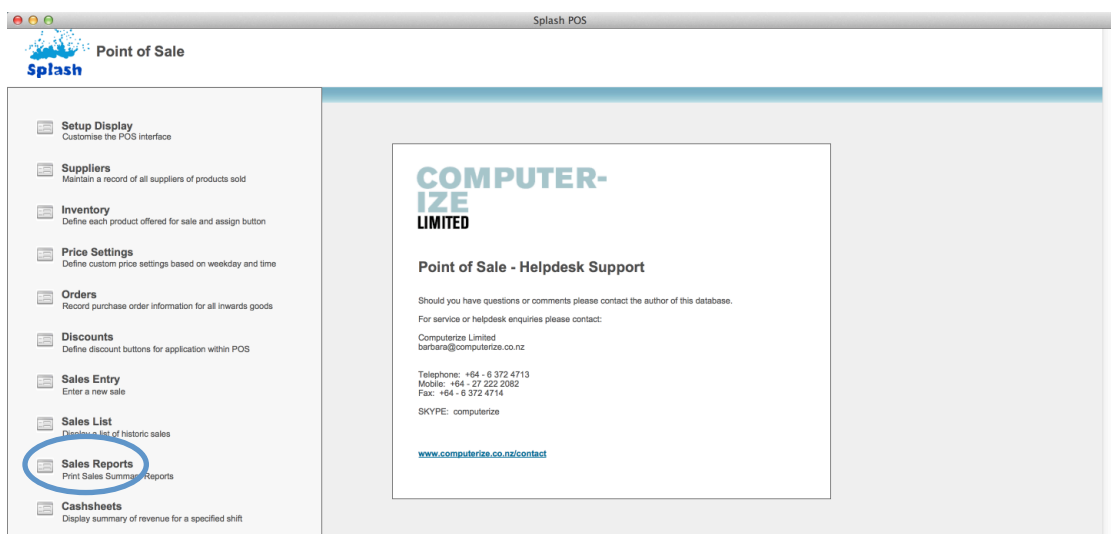 Splash POS
Splash
Point of Sale
Setup Display
Customise the POS interface
Suppliers
Maintain a record of all suppliers of products sold
Inventory
Define each product offered for sale and assign button
Price Settings
Define custom price settings based on weekday and time
Orders
Record purchase order information for all inwards goods
Discounts
Define discount buttons for application within POS
Sales Entry
Enter a new sale
Sales List
Display a list of historic sales
Sales Reports
Print Sales Summary Reports
Cashsheets
Display summary of revenue for a specified shift
COMPUTER-
IZE
LIMITED
Point of Sale - Helpdesk Support
Should you have questions or comments please contact the author of this database.
For service or helpdesk enquiries please contact:
Computerize Limited
barbara@computerize.co.nz
Telephone: +64 - 6 372 4713
Mobile: +64 - 27 222 2082
Fax: +64 - 6 372 4714
SKYPE: computerize
www.computerize.co.nz/contact